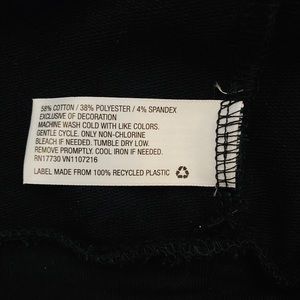 58% COTTON / 38% POLYESTER / 4% SPANDEX
EXCLUSIVE OF DECORATION
MACHINE WASH COLD WITH LIKE COLORS.
GENTLE CYCLE. ONLY NON-CHLORINE
BLEACH IF NEEDED. TUMBLE DRY LOW.
REMOVE PROMPTLY. COOL IRON IF NEEDED.
RN17730 VN1107216
LABEL MADE FROM 100% RECYCLED PLASTIC